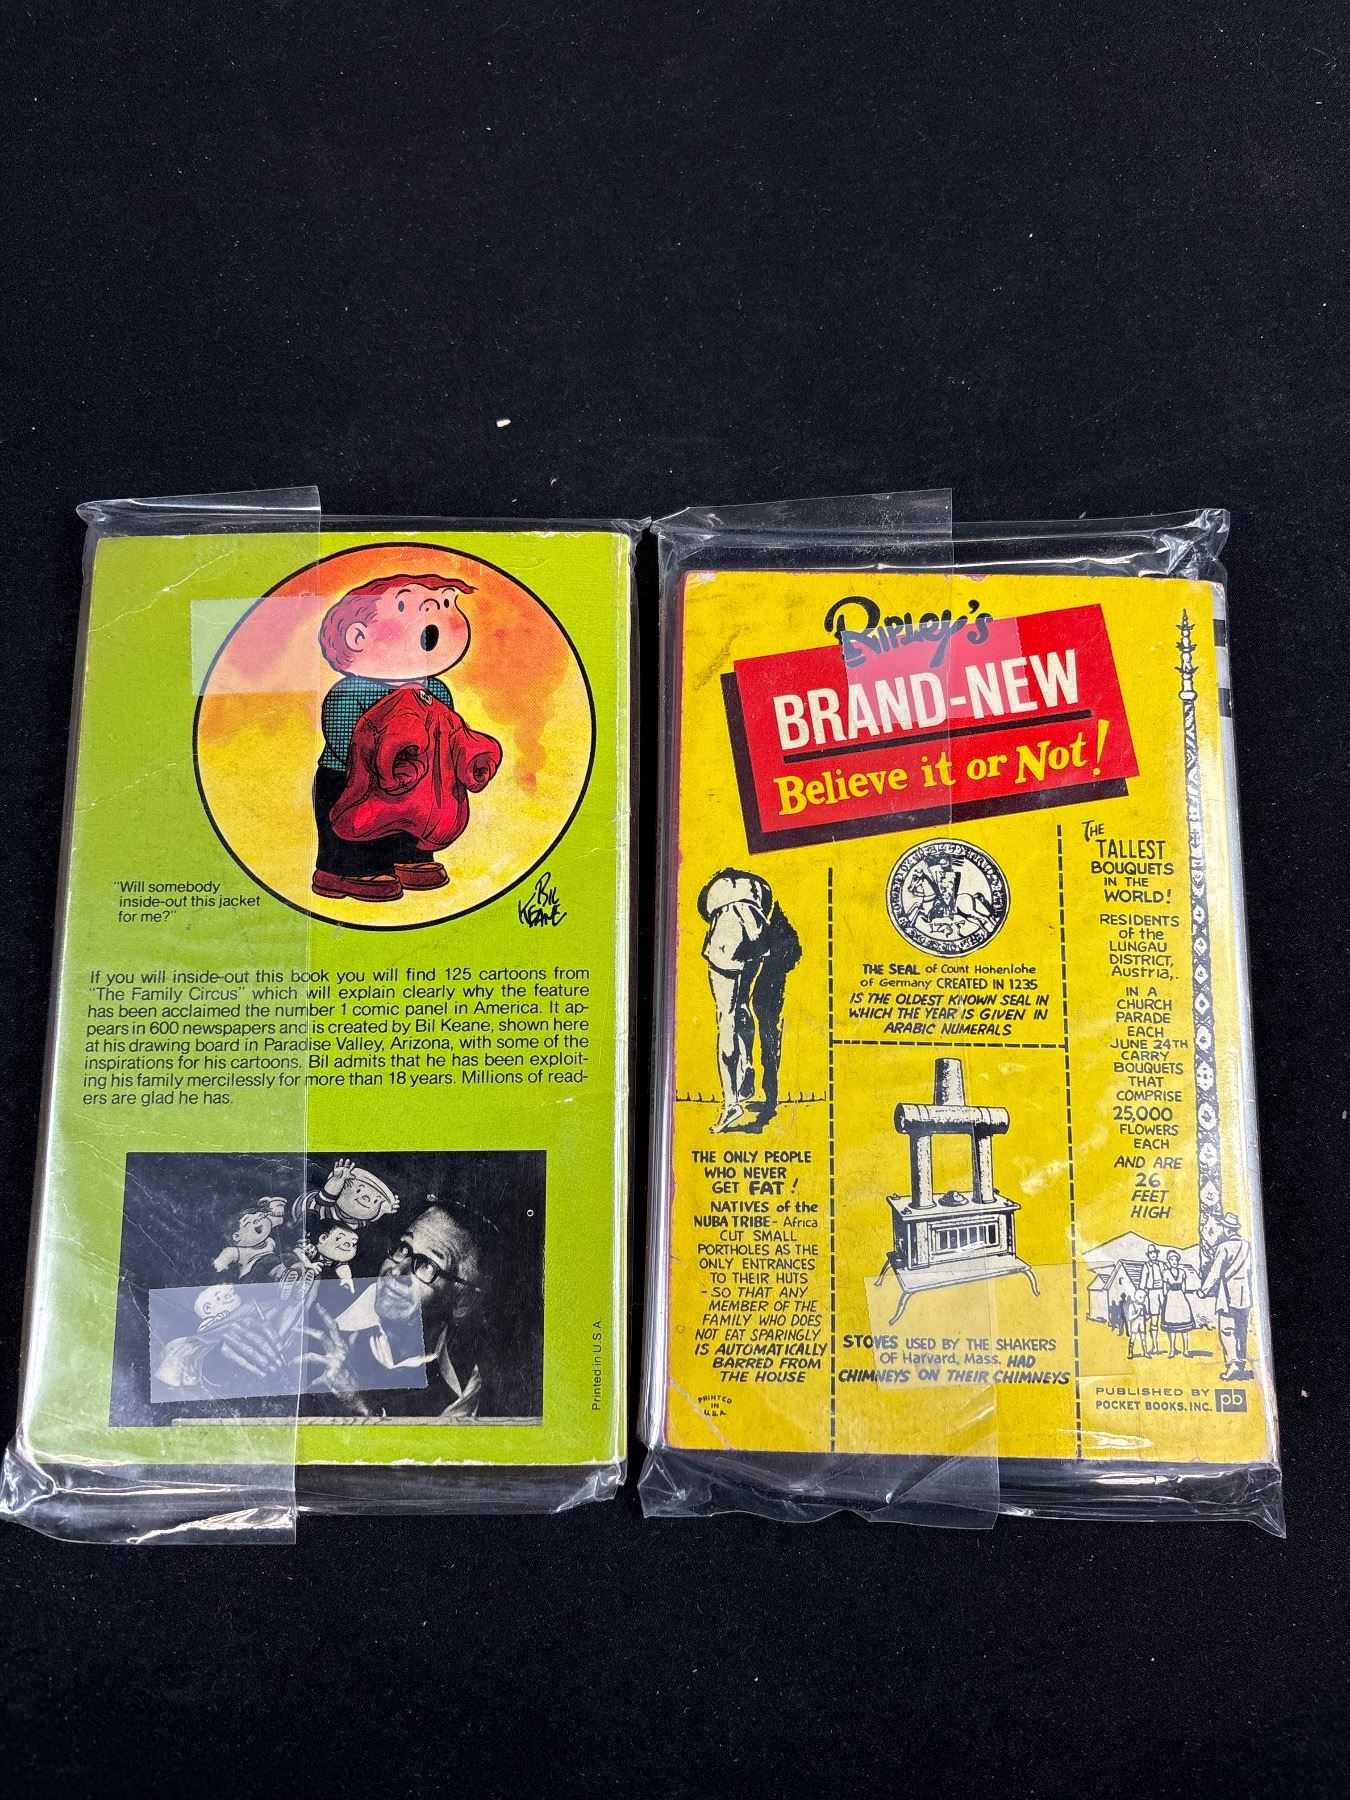 "Will somebody
inside-out this jacket
for me?"
BIL
KEANE
If you will inside-out this book you will find 125 cartoons from
"The Family Circus" which will explain clearly why the feature
has been acclaimed the number 1 comic panel in America. It ap-
pears in 600 newspapers and is created by Bil Keane, shown here
at his drawing board in Paradise Valley, Arizona, with some of the
inspirations for his cartoons. Bil admits that he has been exploit-
ing his family mercilessly for more than 18 years. Millions of read-
ers are glad he has.
Printed in U.S.A.
RIPLEY'S
BRAND-NEW
Believe it or Not!
THE ONLY PEOPLE
WHO NEVER
GET FAT!
NATIVES of the
NUBA TRIBE- Africa
CUT SMALL
PORTHOLES AS THE
ONLY ENTRANCES
TO THEIR HUTS
- SO THAT ANY
MEMBER OF THE
FAMILY WHO DOES
NOT EAT SPARINGLY
IS AUTOMATICALLY
BARRED FROM
THE HOUSE
PRINTED
IN
U.S.A.
1235
THE SEAL of Count Hohenlohe
of Germany CREATED IN 1235
IS THE OLDEST KNOWN SEAL IN
WHICH THE YEAR IS GIVEN IN
ARABIC NUMERALS
STOVES USED BY THE SHAKERS
OF Harvard, Mass. HAD
CHIMNEYS ON THEIR CHIMNEYS
THE
TALLEST
BOUQUETS
IN THE
WORLD!
RESIDENTS
OF the
LUNGAU
DISTRICT,
Austria,.
IN A
CHURCH
PARADE
EACH
JUNE 24TH
CARRY
BOUQUETS
THAT
COMPRISE
25,000
FLOWERS
EACH
AND ARE
26
FEET
HIGH
PUBLISHED BY
POCKET BOOKS, INC. pb